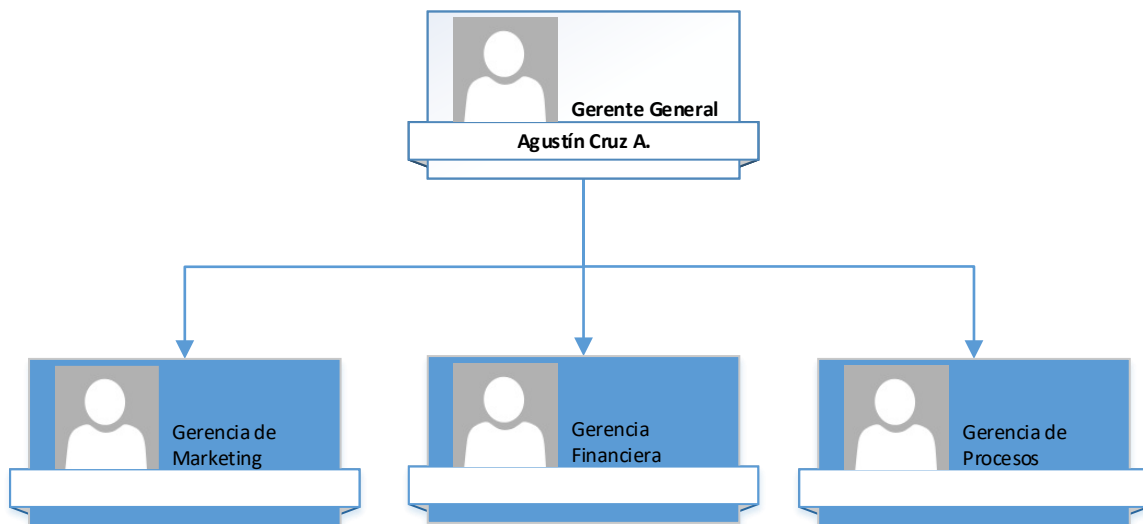 Gerente General
Agustín Cruz A.
Gerencia de
Marketing
Gerencia
Financiera
Gerencia de
Procesos